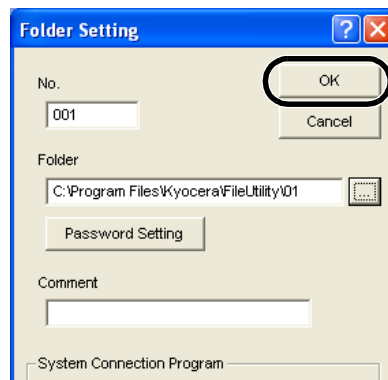 Folder Setting
No.
OK
001
Cancel
Folder
C:\Program Files\Kyocera\FileUtility\01
...
Password Setting
Comment
System Connection Program